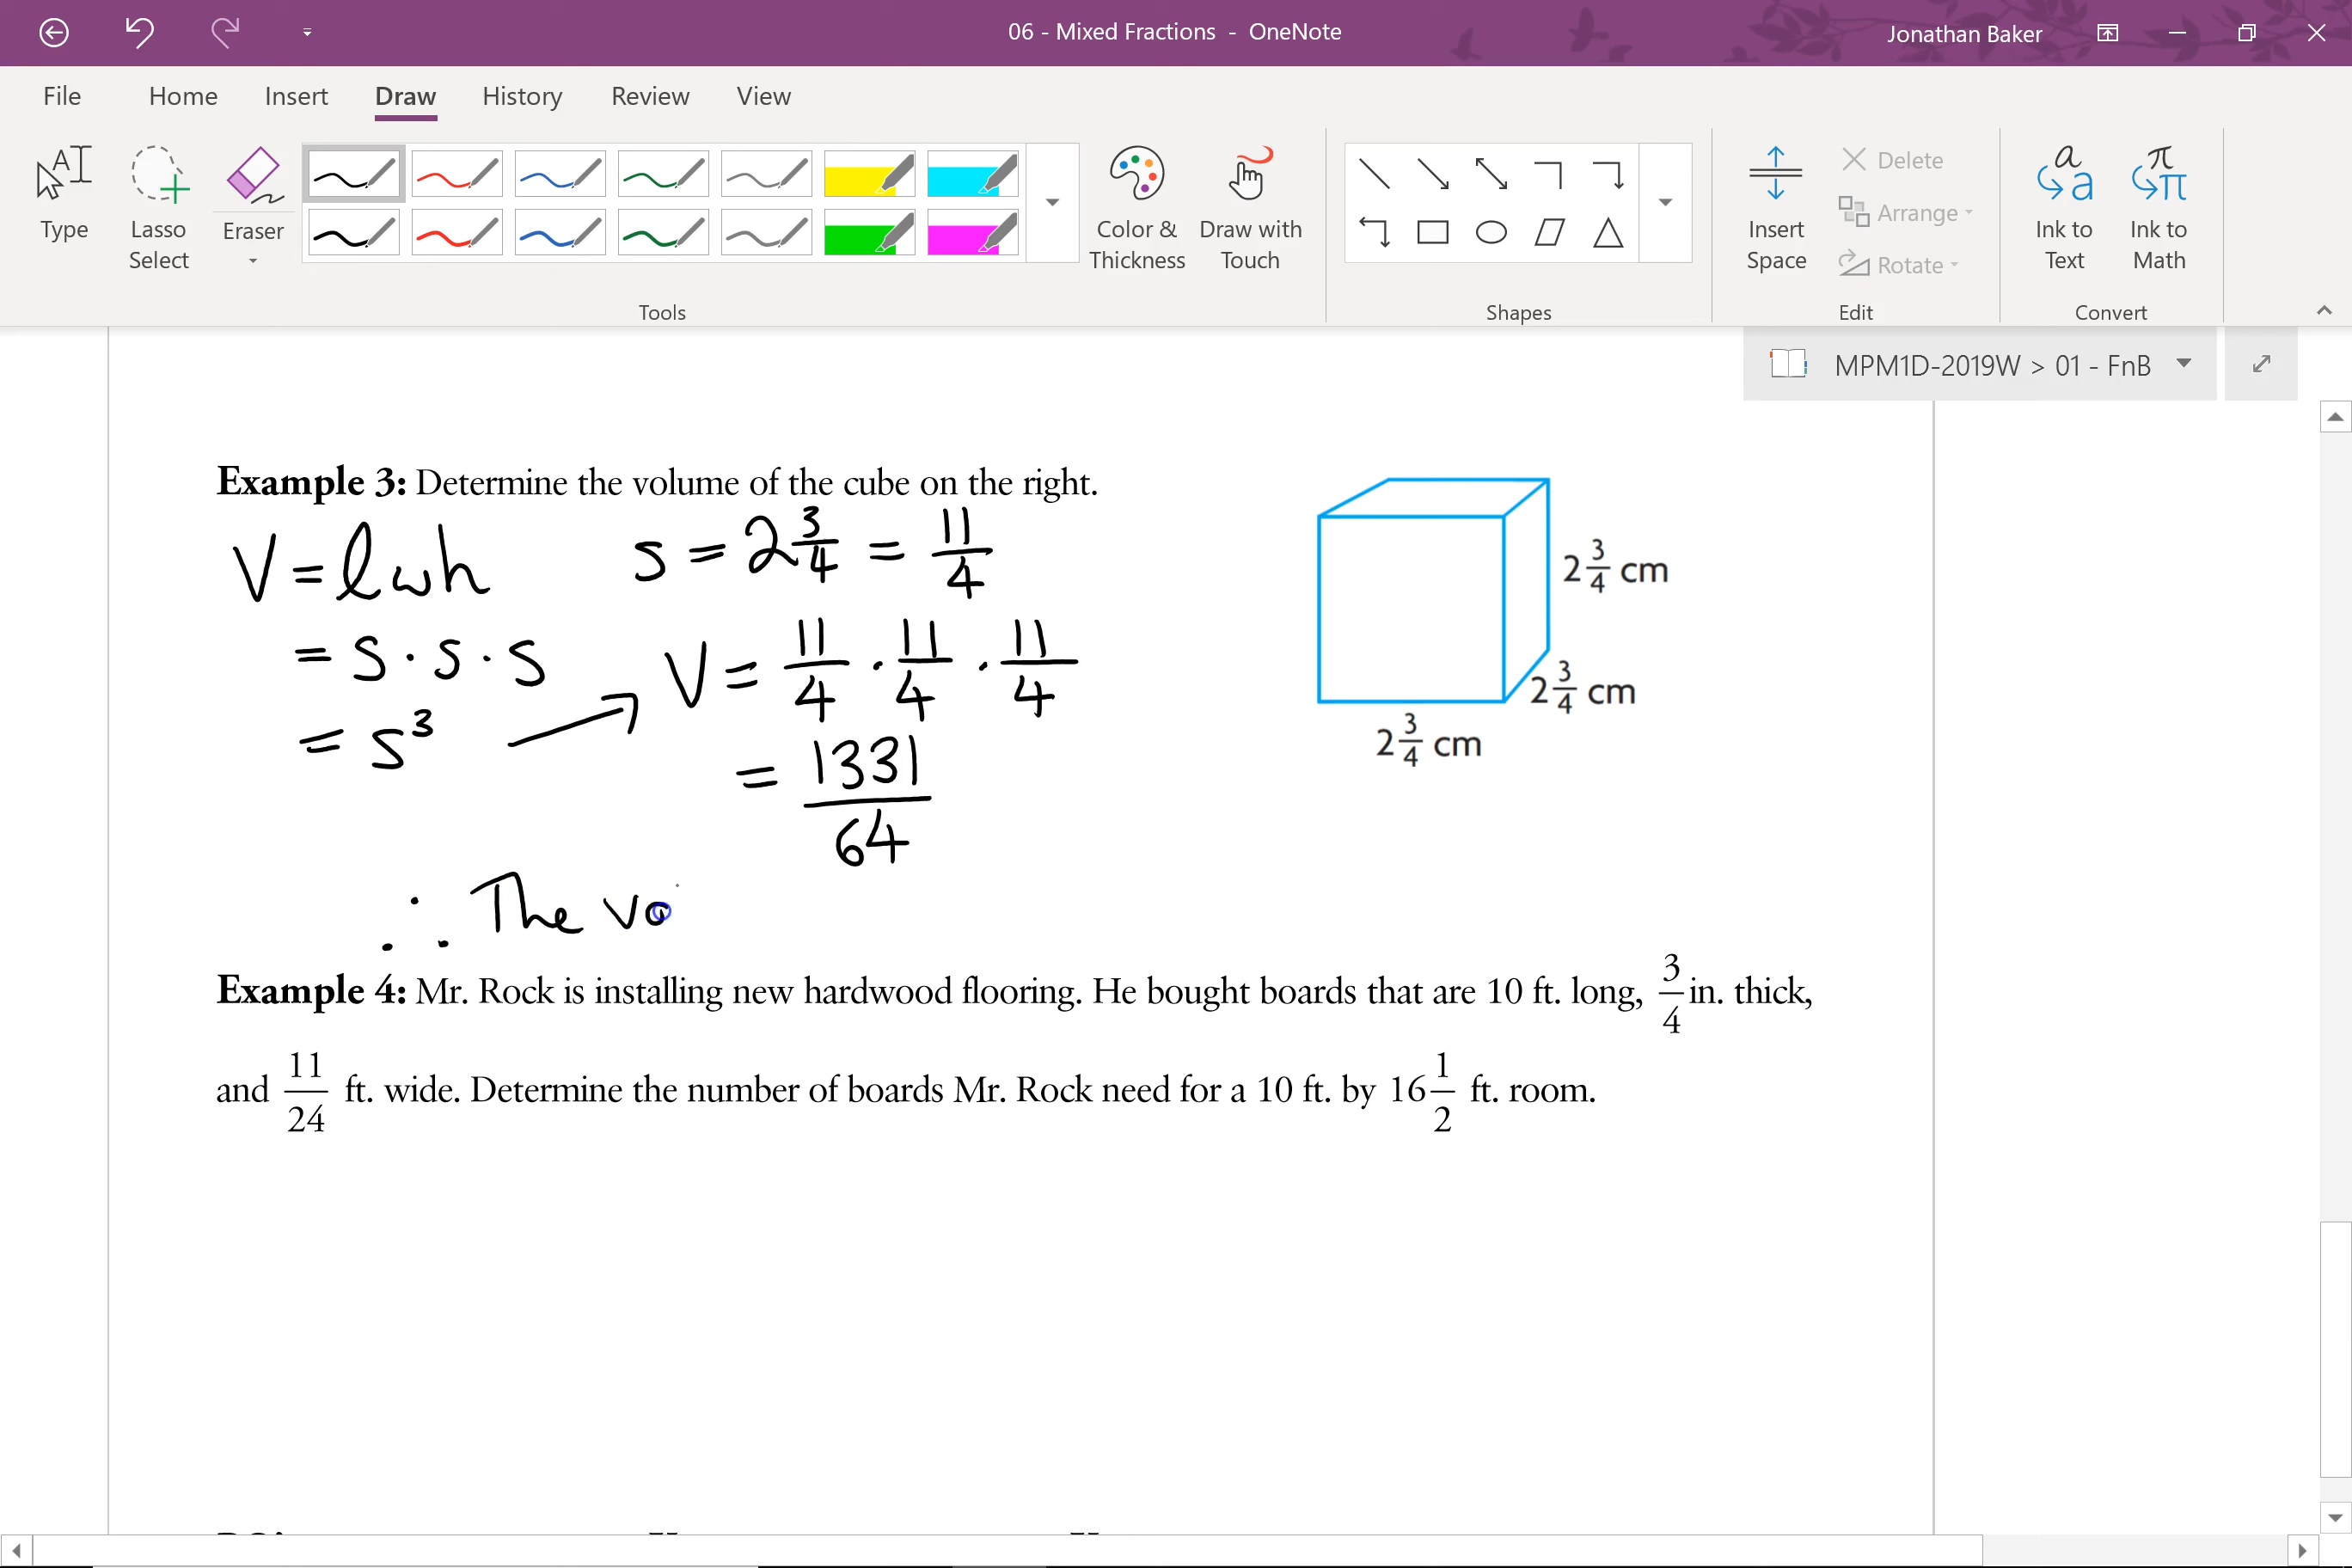 06 - Mixed Fractions - OneNote
Jonathan Baker
File Home Insert Draw History Review View
Type
Lasso Select
Eraser
Color & Thickness
Draw with Touch
Insert Space
Delete
Arrange
Rotate
Ink to Text
Ink to Math
Tools
Shapes
Edit
Convert
MPM1D-2019W > 01 - FnB
Example 3: Determine the volume of the cube on the right.
V = lwh
= s · s · s
= s³
s = 2 3/4 = 11/4
V = 11/4 · 11/4 · 11/4
= 1331/64
∴ The vo
2 3/4 cm
2 3/4 cm
2 3/4 cm
Example 4: Mr. Rock is installing new hardwood flooring. He bought boards that are 10 ft. long, 3/4 in. thick,
and 11/24 ft. wide. Determine the number of boards Mr. Rock need for a 10 ft. by 16 1/2 ft. room.